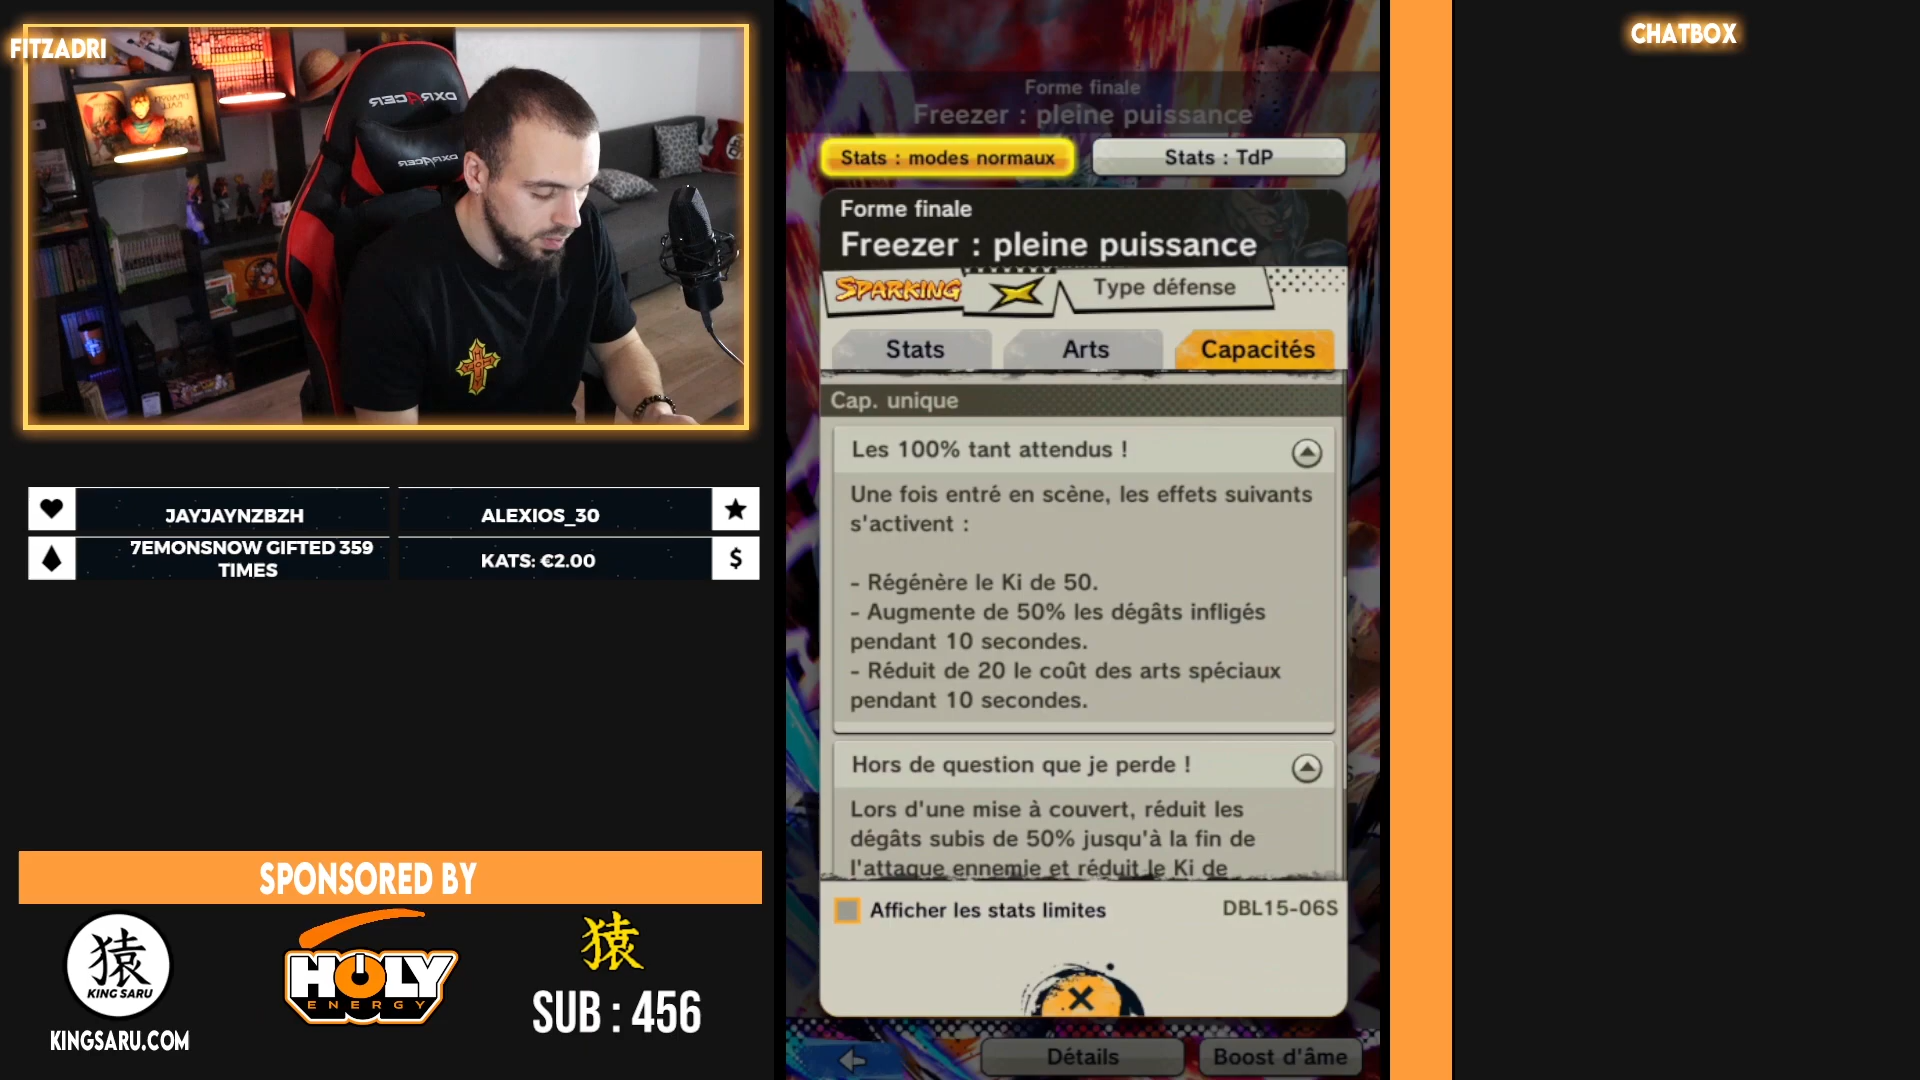 FITZADRI
DXRACER
DXRACER
JAYJAYNZBZH
ALEXIOS_30
7EMONSNOW GIFTED 359
TIMES
KATS: €2.00
$
SPONSORED BY
猿
KING SARU
KINGSARU.COM
HOLY
ENERGY
猿
SUB : 456
Forme finale
Freezer : pleine puissance
Stats : modes normaux
Stats : TdP
Forme finale
Freezer : pleine puissance
SPARKING
Type défense
Stats
Arts
Capacités
Cap. unique
Les 100% tant attendus !
Une fois entré en scène, les effets suivants
s'activent :
- Régénère le Ki de 50.
- Augmente de 50% les dégâts infligés
pendant 10 secondes.
- Réduit de 20 le coût des arts spéciaux
pendant 10 secondes.
Hors de question que je perde !
Lors d'une mise à couvert, réduit les
dégâts subis de 50% jusqu'à la fin de
l'attaque ennemie et réduit le Ki de
Afficher les stats limites
DBL15-06S
Détails
Boost d'âme
CHATBOX